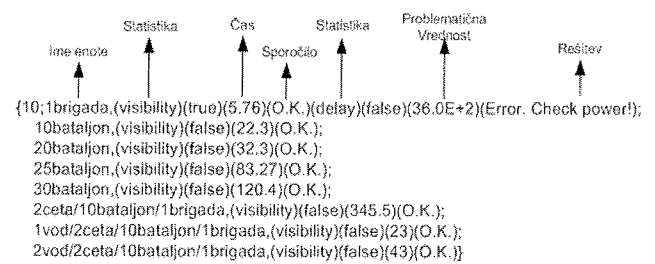 Statistika
Čas
Statistika
Problematična
Vrednost
Ime enote
Sporočilo
Rešitev
{10;1brigada,(visibility)(true)(5.76)(O.K.)(delay)(false)(36.0E+2)(Error. Check power!);
10bataljon,(visibility)(false)(22.3)(O.K.);
20bataljon,(visibility)(false)(32.3)(O.K.);
25bataljon,(visibility)(false)(83.27)(O.K.);
30bataljon,(visibility)(false)(120.4)(O.K.);
2ceta/10bataljon/1brigada,(visibility)(false)(345.5)(O.K.);
1vod/2ceta/10bataljon/1brigada,(visibility)(false)(23)(O.K.);
2vod/2ceta/10bataljon/1brigada,(visibility)(false)(43)(O.K.)}